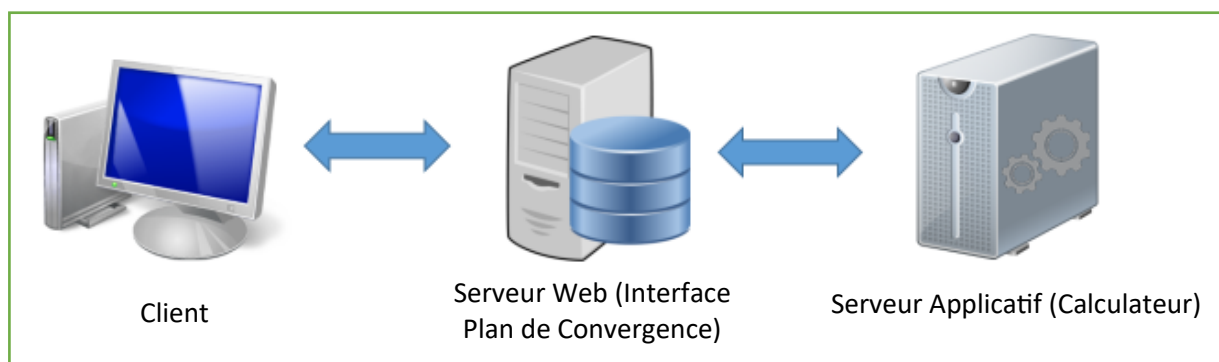 Client
Serveur Web (Interface
Plan de Convergence)
Serveur Applicatif (Calculateur)